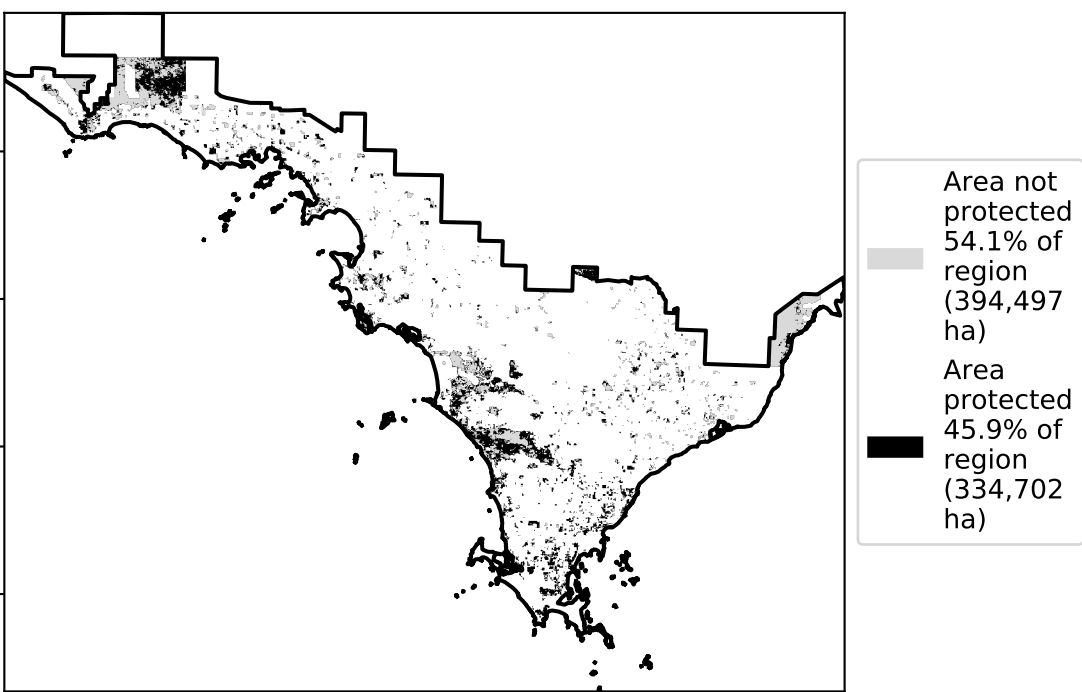 Area not
protected
54.1% of
region
(394,497
ha)
Area
protected
45.9% of
region
(334,702
ha)